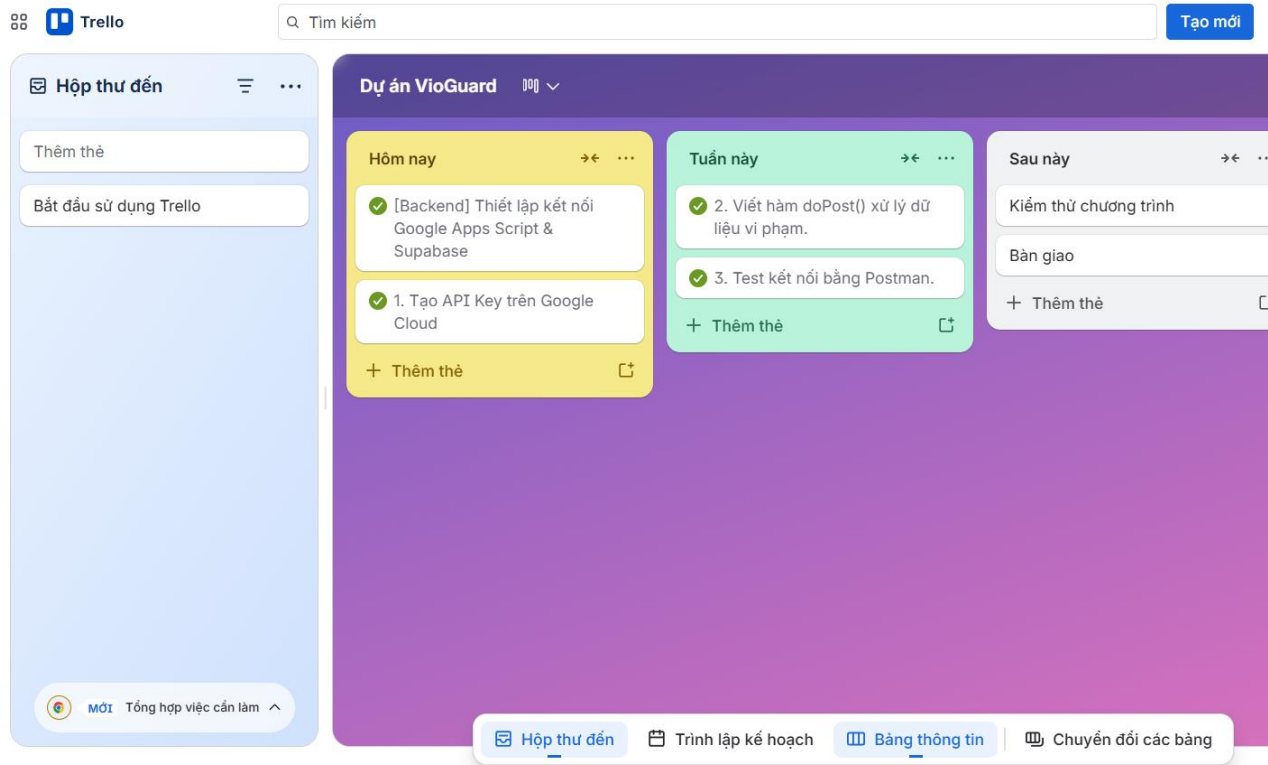 Trello
Tìm kiếm
Tạo mới
Hộp thư đến
Thêm thẻ
Bắt đầu sử dụng Trello
MỚI Tổng hợp việc cần làm
Dự án VioGuard
Hôm nay
[Backend] Thiết lập kết nối
Google Apps Script &
Supabase
1. Tạo API Key trên Google
Cloud
+ Thêm thẻ
Tuần này
2. Viết hàm doPost() xử lý dữ
liệu vi phạm.
3. Test kết nối bằng Postman.
+ Thêm thẻ
Sau này
Kiểm thử chương trình
Bàn giao
+ Thêm thẻ
Hộp thư đến
Trình lập kế hoạch
Bảng thông tin
Chuyển đổi các bảng